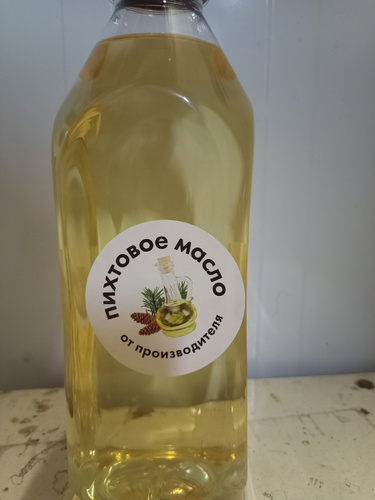 пихтовое масло
от производителя